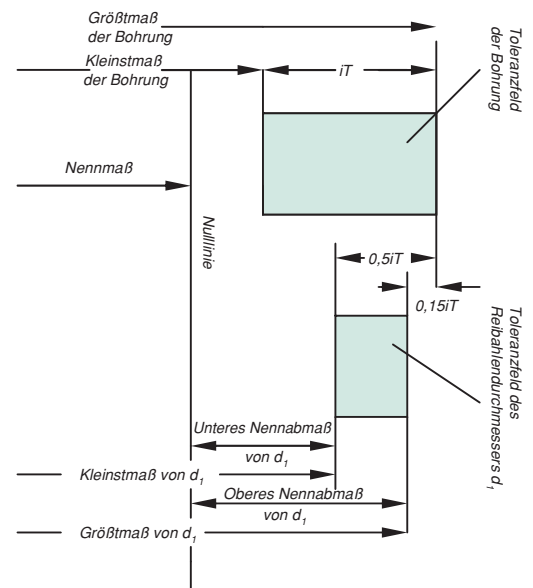 Größtmaß
der Bohrung
Kleinstmaß
der Bohrung
iT
Toleranzfeld
der Bohrung
Nennmaß
Nulllinie
0,5iT
0,15iT
Toleranzfeld des
Reibahlendurchmessers d1
Unteres Nennabmaß
von d1
Kleinstmaß von d1
Oberes Nennabmaß
von d1
Größtmaß von d1